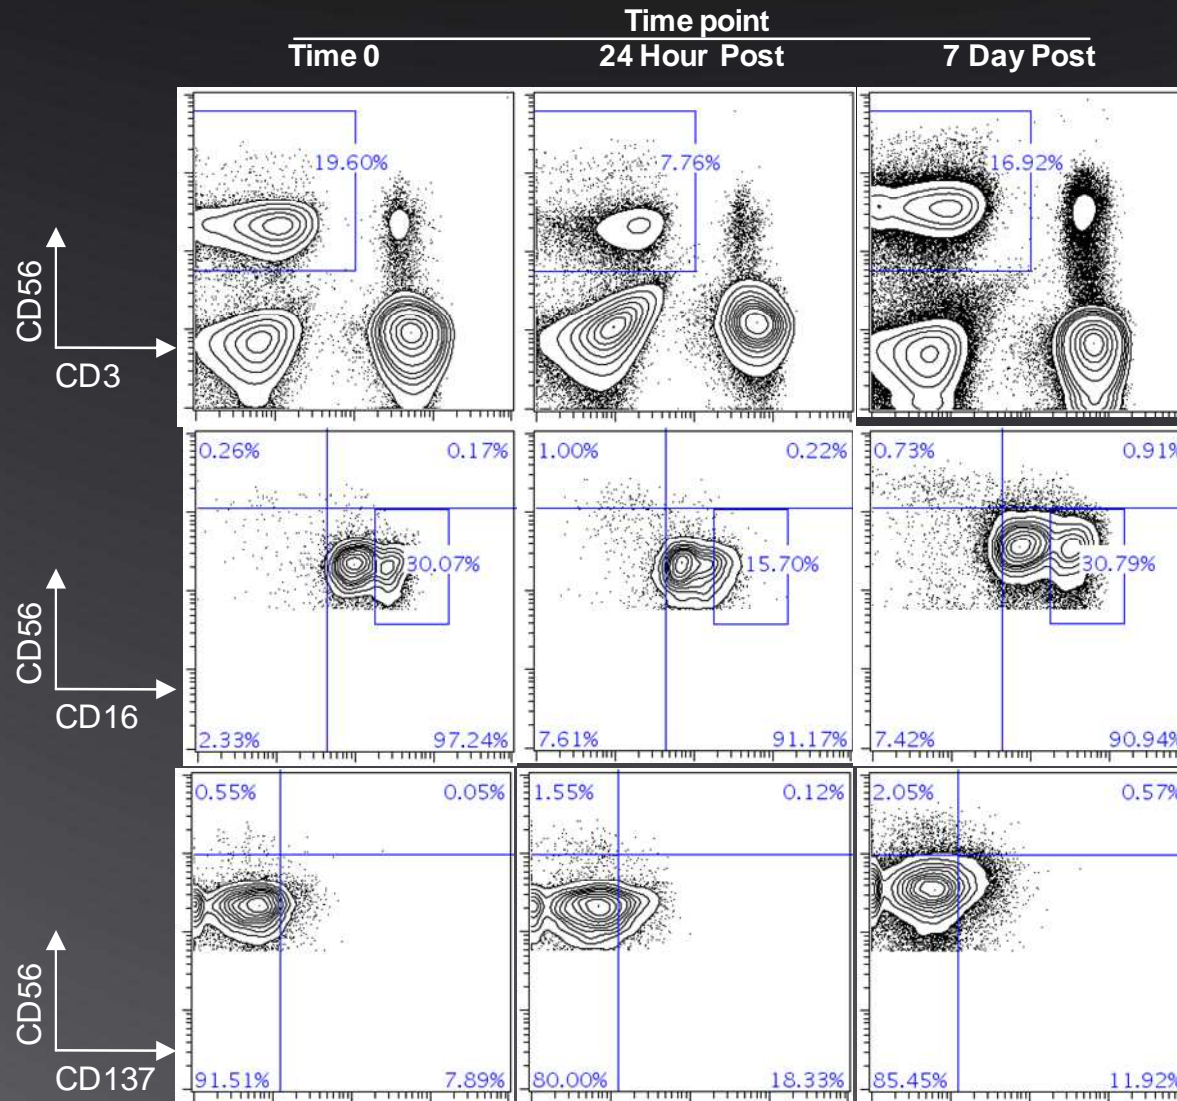 Time point
Time 0 24 Hour Post 7 Day Post
CD56
19.60% 7.76% 16.92%
CD3
0.26% 0.17% 1.00% 0.22% 0.73% 0.91%
CD56
30.07% 15.70% 30.79%
CD16
2.33% 97.24% 7.61% 91.17% 7.42% 90.94%
0.55% 0.05% 1.55% 0.12% 2.05% 0.57%
CD56
CD137
91.51% 7.89% 80.00% 18.33% 85.45% 11.92%